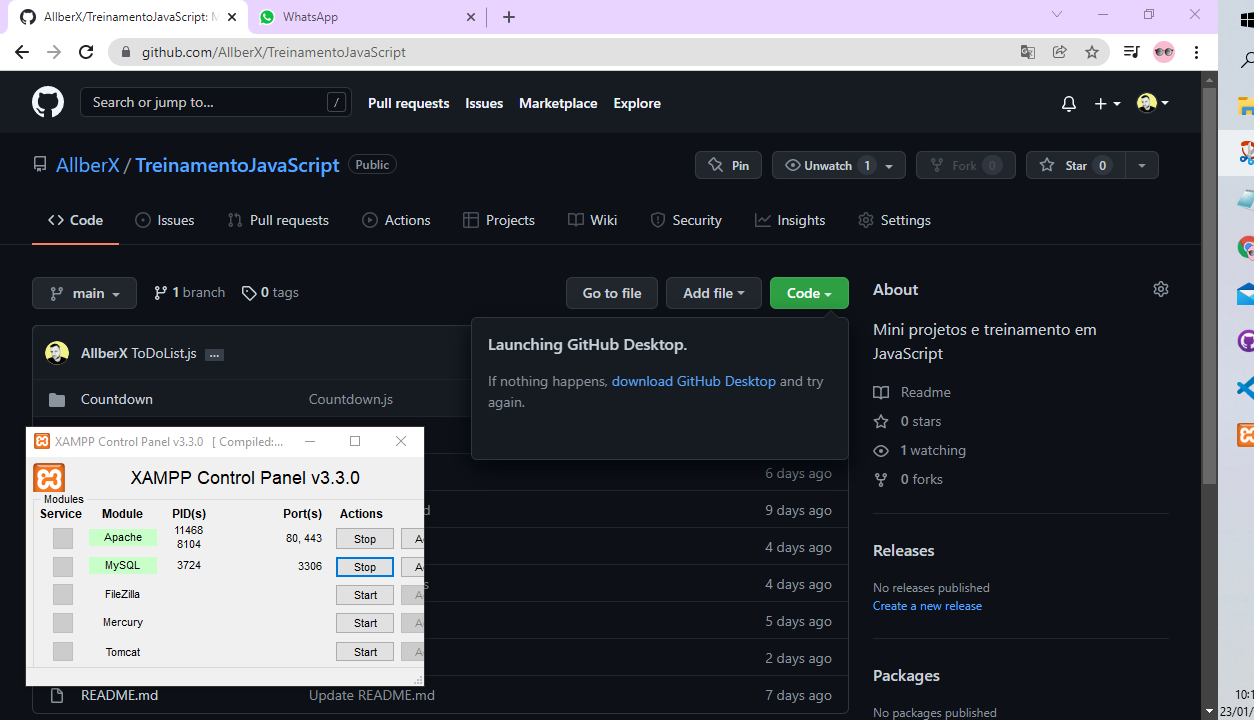 AllberX/TreinamentoJavaScript: M
WhatsApp
github.com/AllberX/TreinamentoJavaScript
Search or jump to...
/
Pull requests
Issues
Marketplace
Explore
AllberX / TreinamentoJavaScript
Public
Pin
Unwatch 1
Fork 0
Star 0
Code
Issues
Pull requests
Actions
Projects
Wiki
Security
Insights
Settings
main
1 branch
0 tags
Go to file
Add file
Code
AllberX ToDoList.js ...
Countdown
Countdown.js
Launching GitHub Desktop.
If nothing happens, download GitHub Desktop and try
again.
6 days ago
9 days ago
4 days ago
4 days ago
5 days ago
2 days ago
README.md
Update README.md
7 days ago
XAMPP Control Panel v3.3.0 [ Compiled:...
XAMPP Control Panel v3.3.0
Modules
Service
Module
PID(s)
Port(s)
Actions
Apache
11468
8104
80, 443
Stop
MySQL
3724
3306
Stop
FileZilla
Start
Mercury
Start
Tomcat
Start
About
Mini projetos e treinamento em
JavaScript
Readme
0 stars
1 watching
0 forks
Releases
No releases published
Create a new release
Packages
No packages published
10:1
23/01/